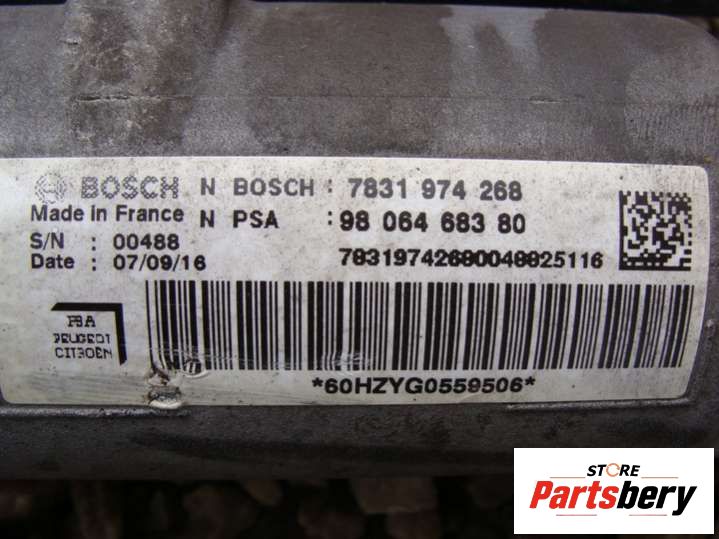 BOSCH N BOSCH : 7831 974 268
Made in France N PSA : 98 064 683 80
S/N : 00488
Date : 07/09/16
78319742680048825116
PSA
PEUGEOT
CITROËN
*60HZYG0559506*
STORE
Partsbery